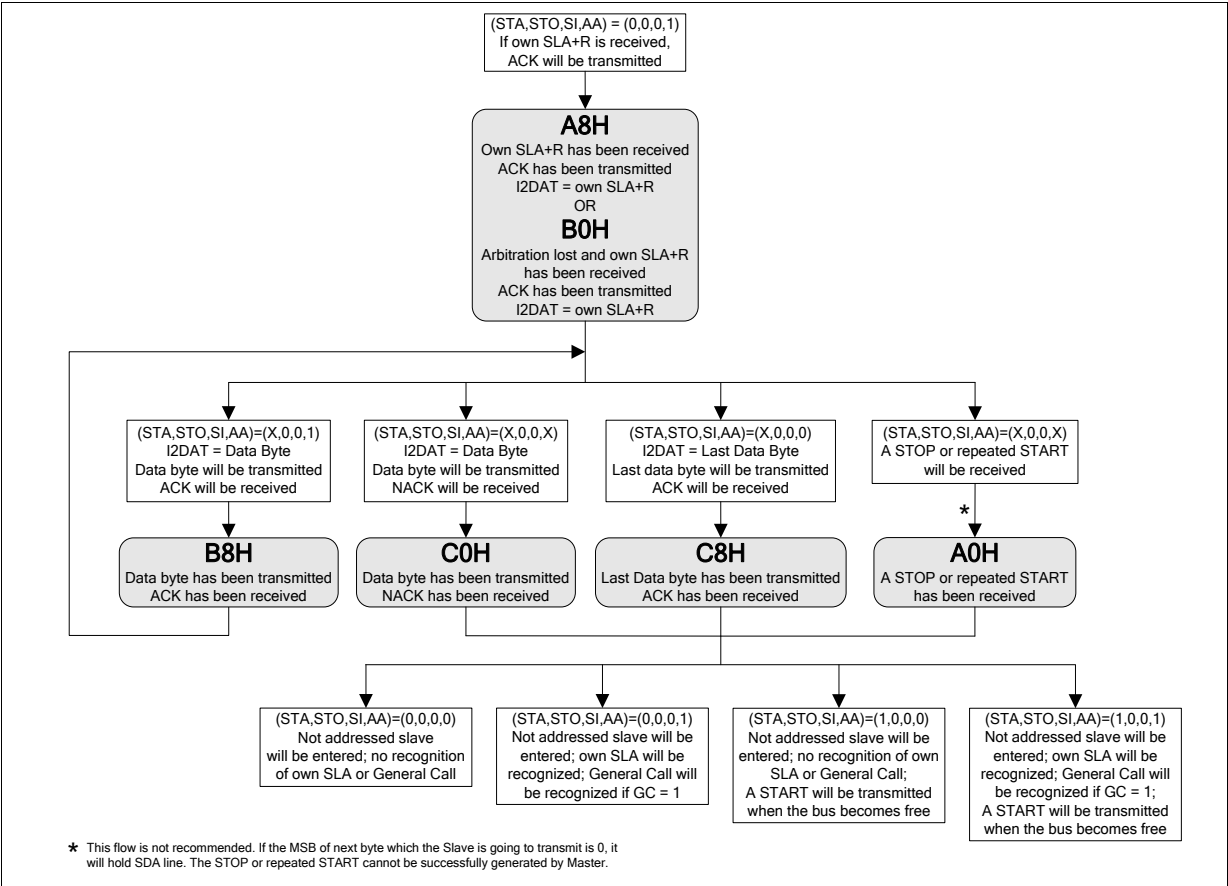 (STA,STO,SI,AA) = (0,0,0,1)
If own SLA+R is received,
ACK will be transmitted
A8H
Own SLA+R has been received
ACK has been transmitted
I2DAT = own SLA+R
OR
B0H
Arbitration lost and own SLA+R
has been received
ACK has been transmitted
I2DAT = own SLA+R
(STA,STO,SI,AA)=(X,0,0,1)
I2DAT = Data Byte
Data byte will be transmitted
ACK will be received
(STA,STO,SI,AA)=(X,0,0,X)
I2DAT = Data Byte
Data byte will be transmitted
NACK will be received
(STA,STO,SI,AA)=(X,0,0,0)
I2DAT = Last Data Byte
Last data byte will be transmitted
ACK will be received
(STA,STO,SI,AA)=(X,0,0,X)
A STOP or repeated START
will be received
*
B8H
Data byte has been transmitted
ACK has been received
C0H
Data byte has been transmitted
NACK has been received
C8H
Last Data byte has been transmitted
ACK has been received
A0H
A STOP or repeated START
has been received
(STA,STO,SI,AA)=(0,0,0,0)
Not addressed slave
will be entered; no recognition
of own SLA or General Call
(STA,STO,SI,AA)=(0,0,0,1)
Not addressed slave will be
entered; own SLA will be
recognized; General Call will
be recognized if GC = 1
(STA,STO,SI,AA)=(1,0,0,0)
Not addressed slave will be
entered; no recognition of own
SLA or General Call;
A START will be transmitted
when the bus becomes free
(STA,STO,SI,AA)=(1,0,0,1)
Not addressed slave will be
entered; own SLA will be
recognized; General Call will
be recognized if GC = 1;
A START will be transmitted
when the bus becomes free
* This flow is not recommended. If the MSB of next byte which the Slave is going to transmit is 0, it
will hold SDA line. The STOP or repeated START cannot be successfully generated by Master.